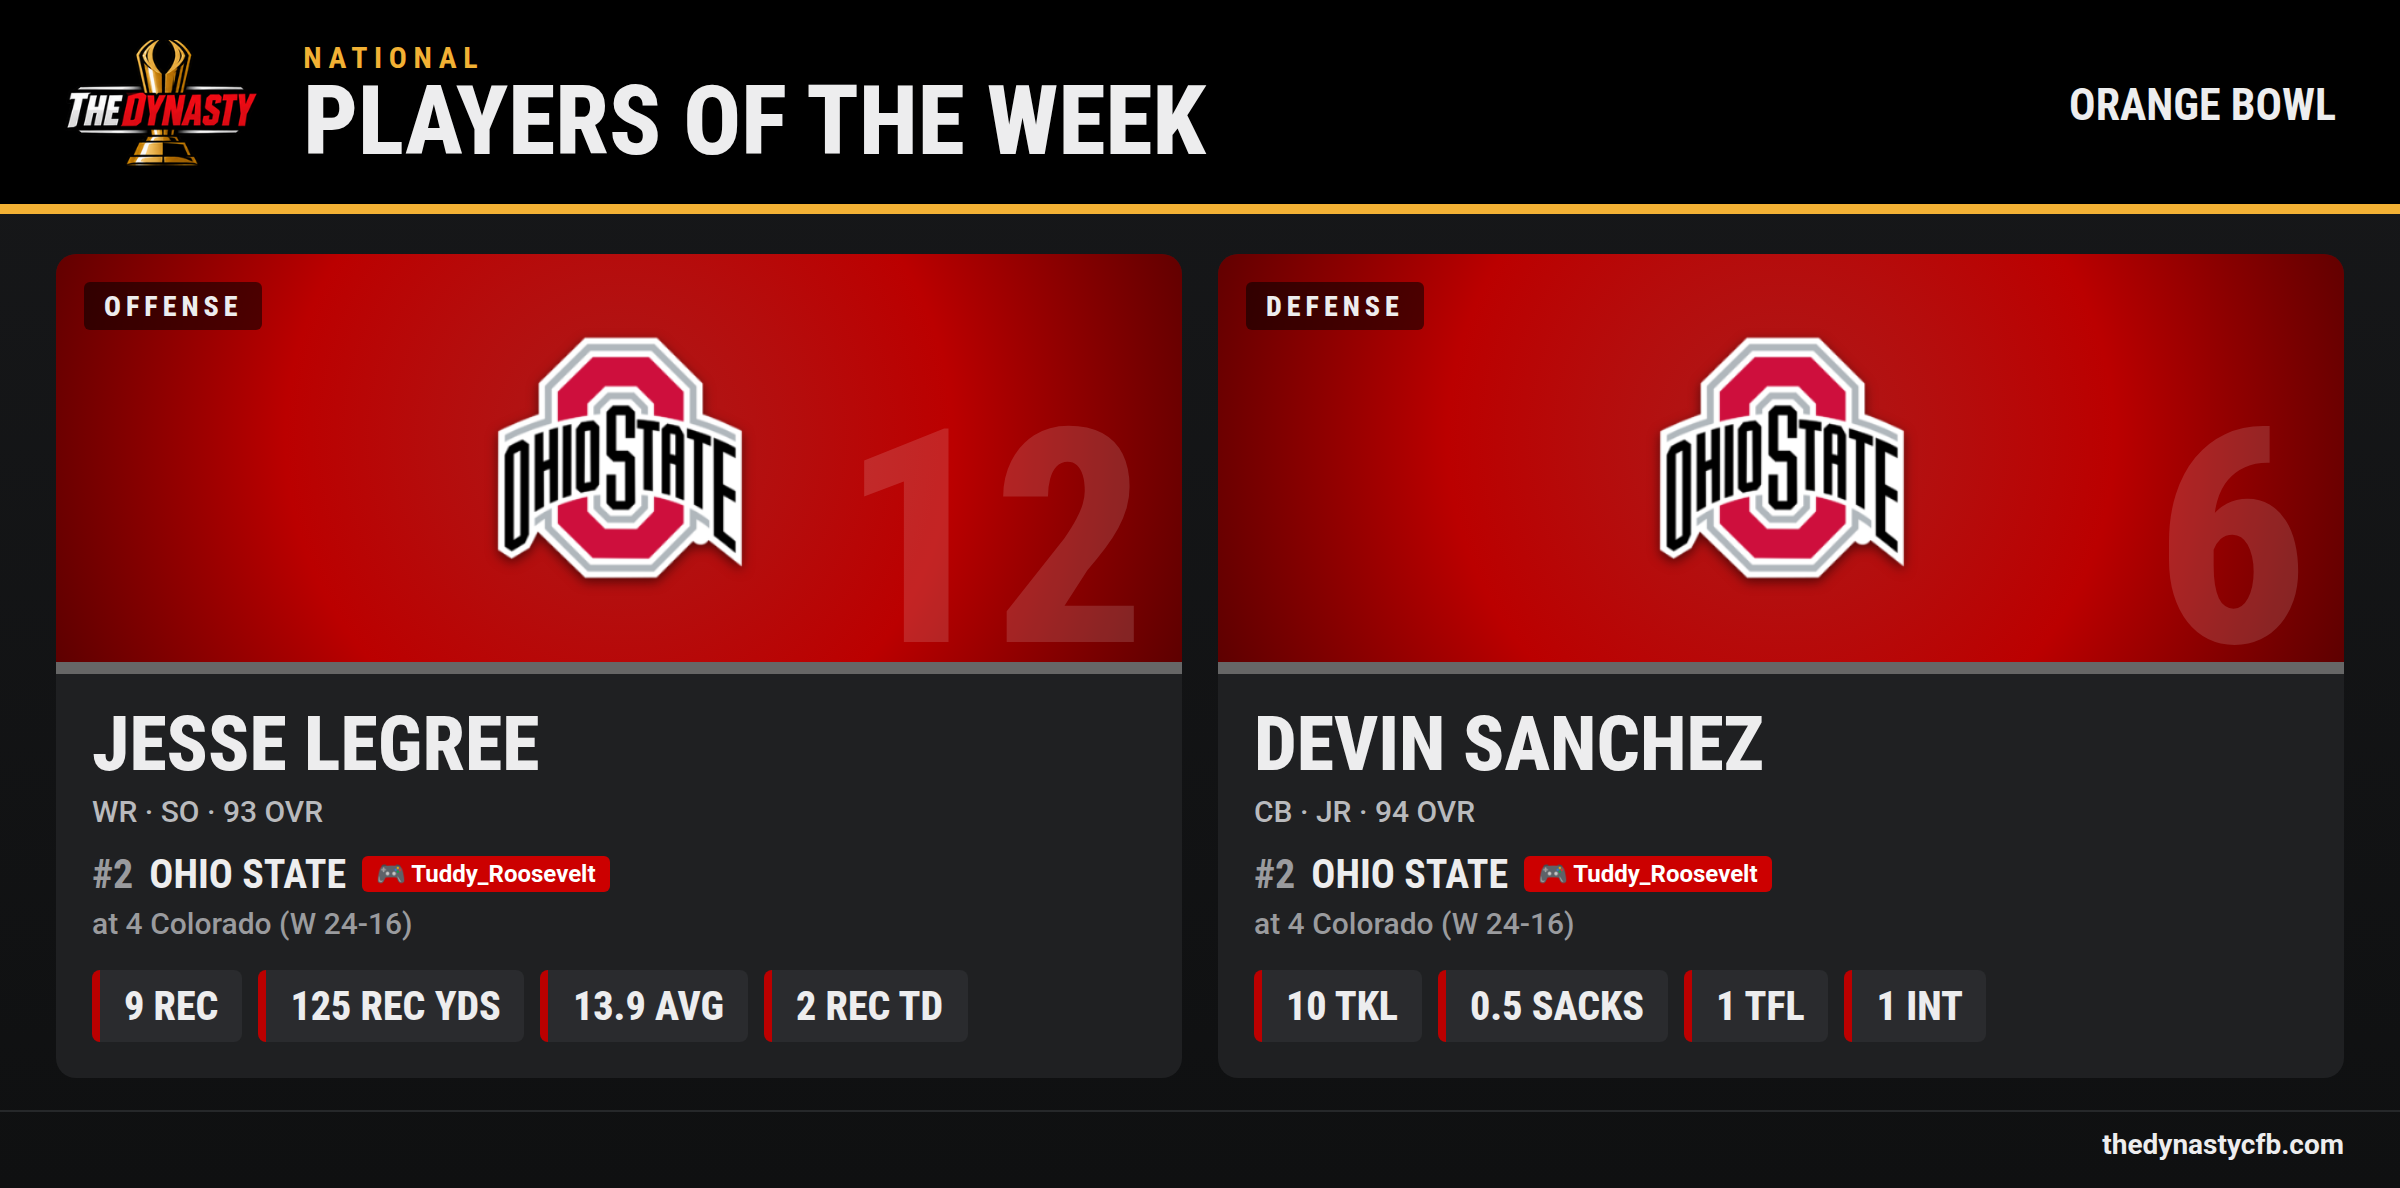 THE DYNASTY
NATIONAL
PLAYERS OF THE WEEK
ORANGE BOWL
OFFENSE
OHIO STATE
12
JESSE LEGREE
WR · SO · 93 OVR
#2 OHIO STATE 🎮 Tuddy_Roosevelt
at 4 Colorado (W 24-16)
9 REC
125 REC YDS
13.9 AVG
2 REC TD
DEFENSE
OHIO STATE
6
DEVIN SANCHEZ
CB · JR · 94 OVR
#2 OHIO STATE 🎮 Tuddy_Roosevelt
at 4 Colorado (W 24-16)
10 TKL
0.5 SACKS
1 TFL
1 INT
thedynastycfb.com